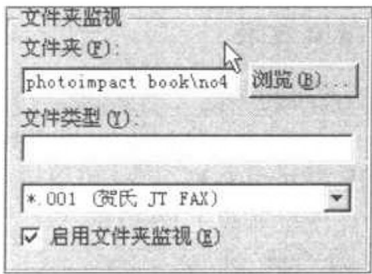 文件夹监视
文件夹(F):
photoimpact book\no4 浏览(B)...
文件类型(Y):
*.001 (贺氏 JT FAX)
启用文件夹监视(E)